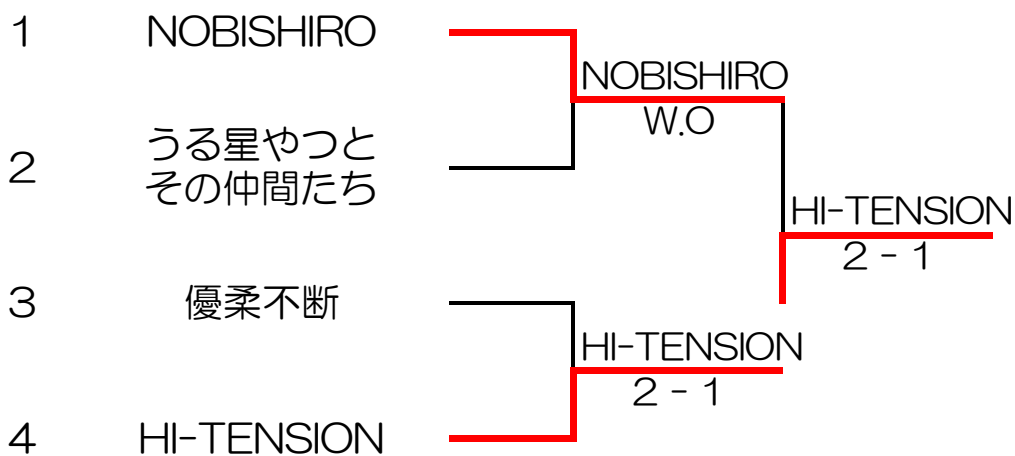 1 NOBISHIRO
NOBISHIRO
W.O
2 うる星やつと
その仲間たち
HI-TENSION
2 - 1
3 優柔不断
HI-TENSION
2 - 1
4 HI-TENSION